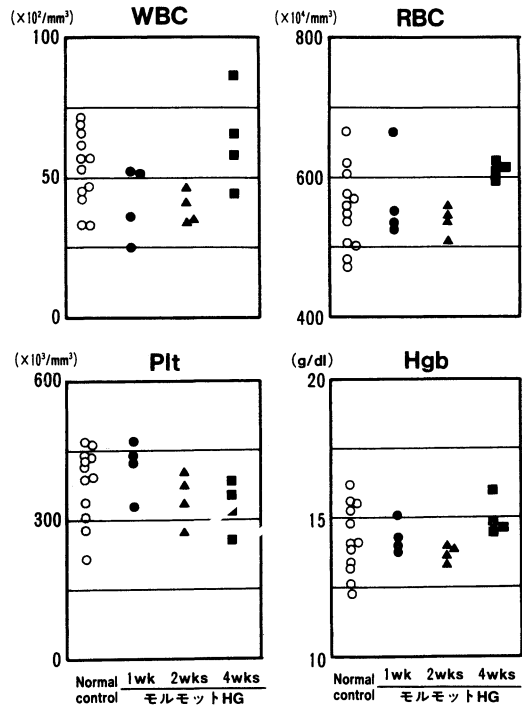 WBC
(×10²/mm³)
100
50
0
RBC
(×10⁴/mm³)
800
600
400
Plt
(×10³/mm³)
600
300
0
Normal control
1wk 2wks 4wks
モルモットHG
Hgb
(g/dl)
20
15
10
Normal control
1wk 2wks 4wks
モルモットHG